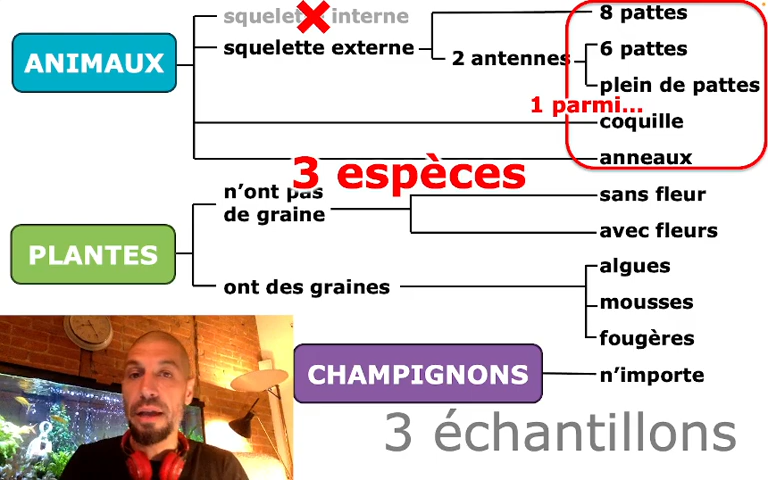 squelette interne
8 pattes
squelette externe
2 antennes
6 pattes
ANIMAUX
plein de pattes
1 parmi...
coquille
anneaux
3 espèces
n'ont pas
de graine
sans fleur
avec fleurs
PLANTES
ont des graines
algues
mousses
fougères
CHAMPIGNONS
n'importe
3 échantillons